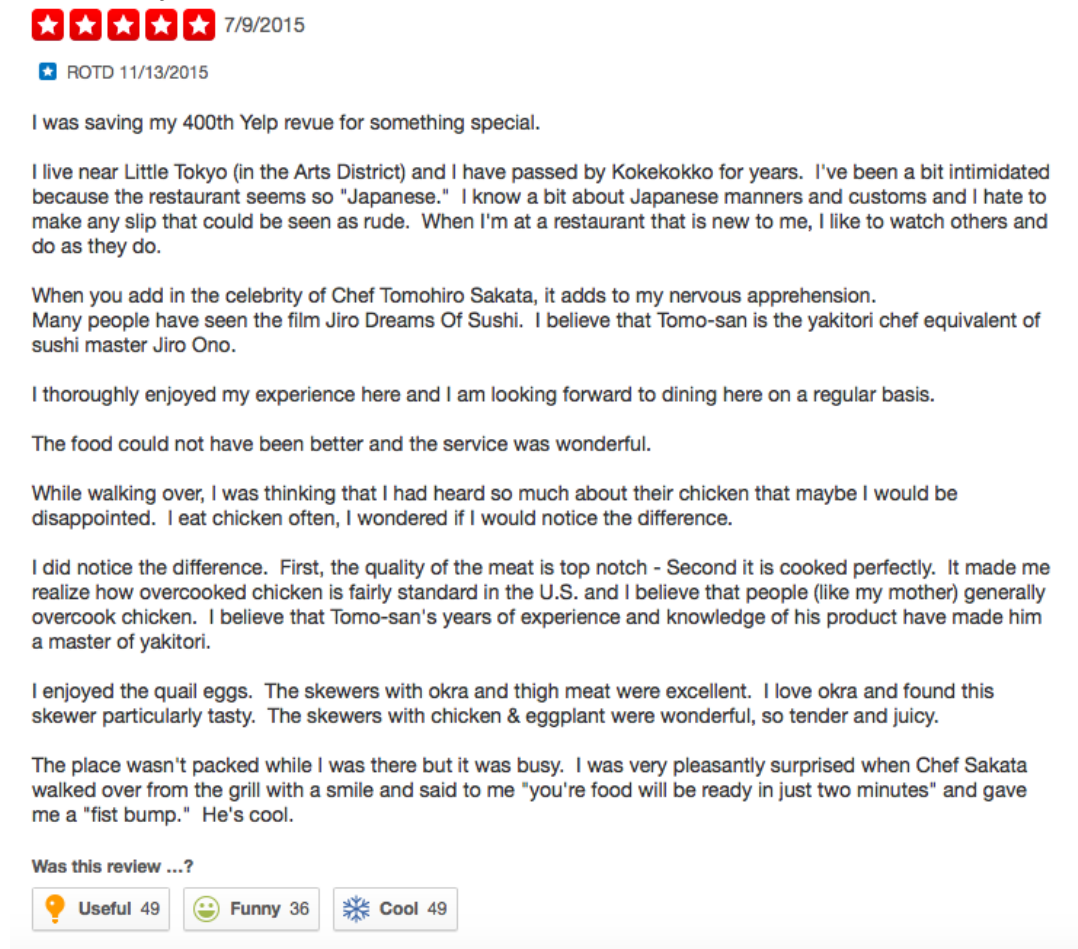 7/9/2015
ROTD 11/13/2015
I was saving my 400th Yelp revue for something special.
I live near Little Tokyo (in the Arts District) and I have passed by Kokekokko for years.  I've been a bit intimidated
because the restaurant seems so "Japanese."  I know a bit about Japanese manners and customs and I hate to
make any slip that could be seen as rude.  When I'm at a restaurant that is new to me, I like to watch others and
do as they do.
When you add in the celebrity of Chef Tomohiro Sakata, it adds to my nervous apprehension.
Many people have seen the film Jiro Dreams Of Sushi.  I believe that Tomo-san is the yakitori chef equivalent of
sushi master Jiro Ono.
I thoroughly enjoyed my experience here and I am looking forward to dining here on a regular basis.
The food could not have been better and the service was wonderful.
While walking over, I was thinking that I had heard so much about their chicken that maybe I would be
disappointed.  I eat chicken often, I wondered if I would notice the difference.
I did notice the difference.  First, the quality of the meat is top notch - Second it is cooked perfectly.  It made me
realize how overcooked chicken is fairly standard in the U.S. and I believe that people (like my mother) generally
overcook chicken.  I believe that Tomo-san's years of experience and knowledge of his product have made him
a master of yakitori.
I enjoyed the quail eggs.  The skewers with okra and thigh meat were excellent.  I love okra and found this
skewer particularly tasty.  The skewers with chicken & eggplant were wonderful, so tender and juicy.
The place wasn't packed while I was there but it was busy.  I was very pleasantly surprised when Chef Sakata
walked over from the grill with a smile and said to me "you're food will be ready in just two minutes" and gave
me a "fist bump."  He's cool.
Was this review ...?
Useful 49 Funny 36 Cool 49